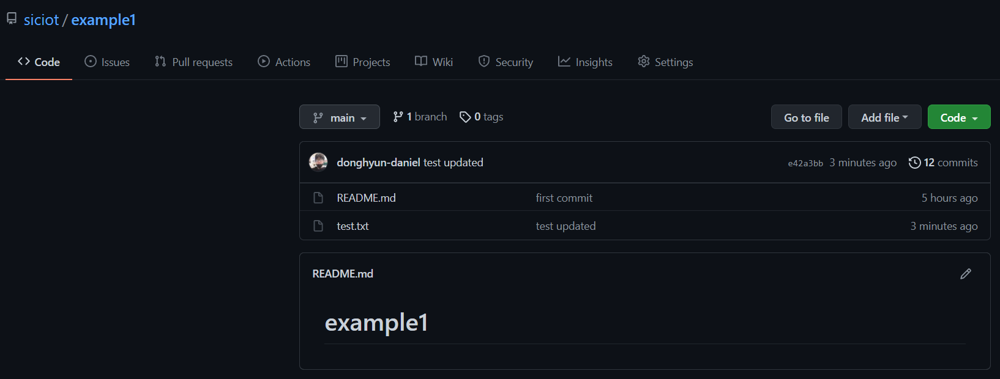 siciot / example1
Code Issues Pull requests Actions Projects Wiki Security Insights Settings
main 1 branch 0 tags Go to file Add file Code
donghyun-daniel test updated e42a3bb 3 minutes ago 12 commits
README.md first commit 5 hours ago
test.txt test updated 3 minutes ago
README.md
example1